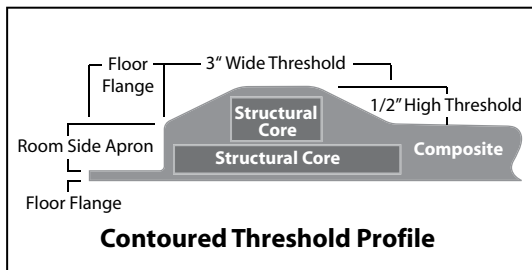 Floor
Flange
3“ Wide Threshold
1/2” High Threshold
Structural
Core
Room Side Apron
Structural Core
Composite
Floor Flange
Contoured Threshold Profile